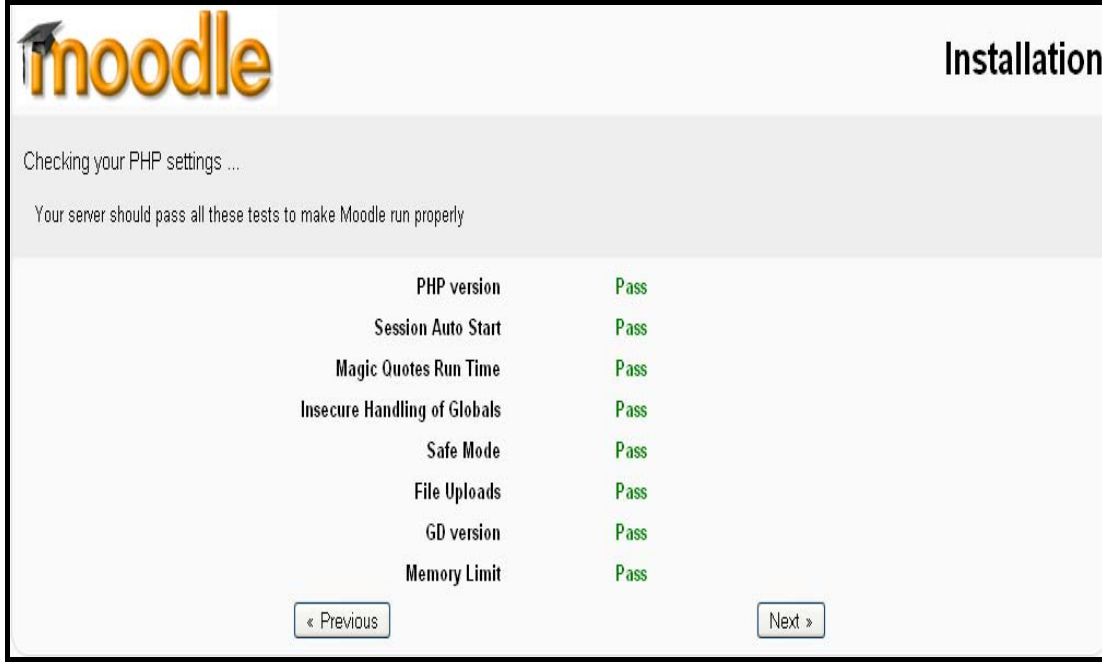 moodle
Installation
Checking your PHP settings ...
Your server should pass all these tests to make Moodle run properly
PHP version Pass
Session Auto Start Pass
Magic Quotes Run Time Pass
Insecure Handling of Globals Pass
Safe Mode Pass
File Uploads Pass
GD version Pass
Memory Limit Pass
« Previous Next »